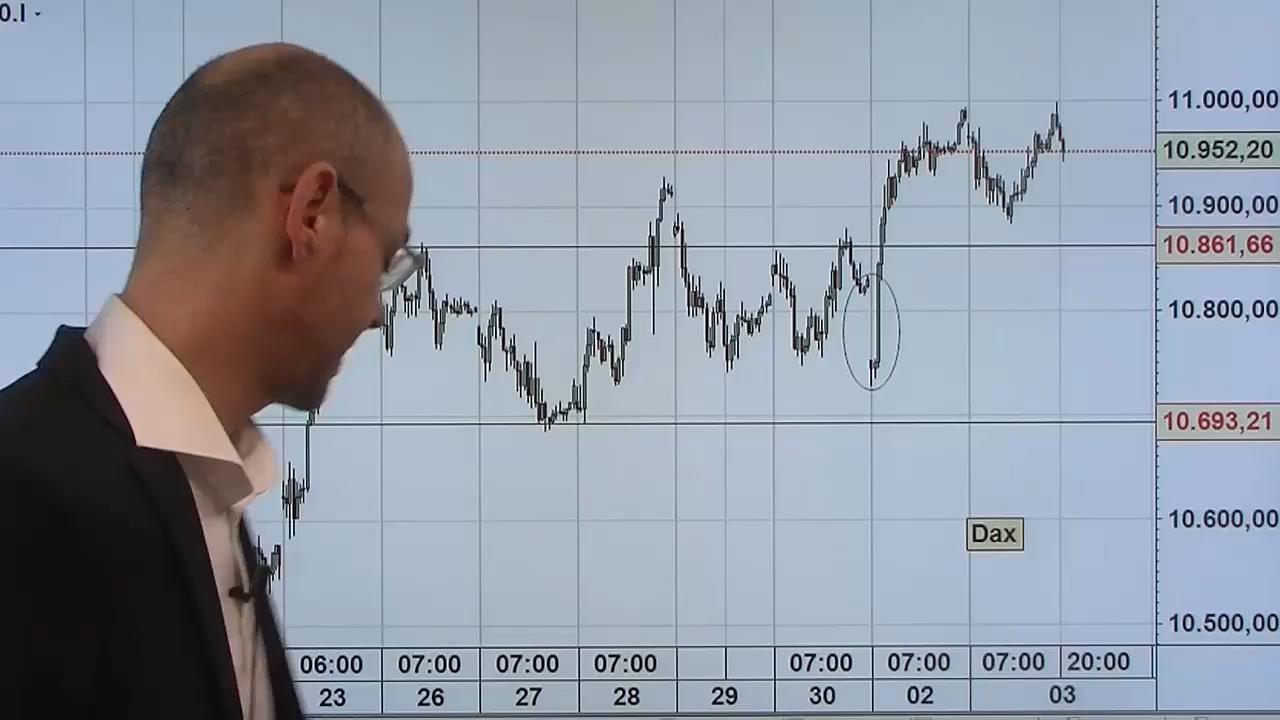 0.I -
11.000,00
10.952,20
10.900,00
10.861,66
10.800,00
10.693,21
10.600,00
Dax
10.500,00
06:00 07:00 07:00 07:00 07:00 07:00 07:00 20:00
23 26 27 28 29 30 02 03